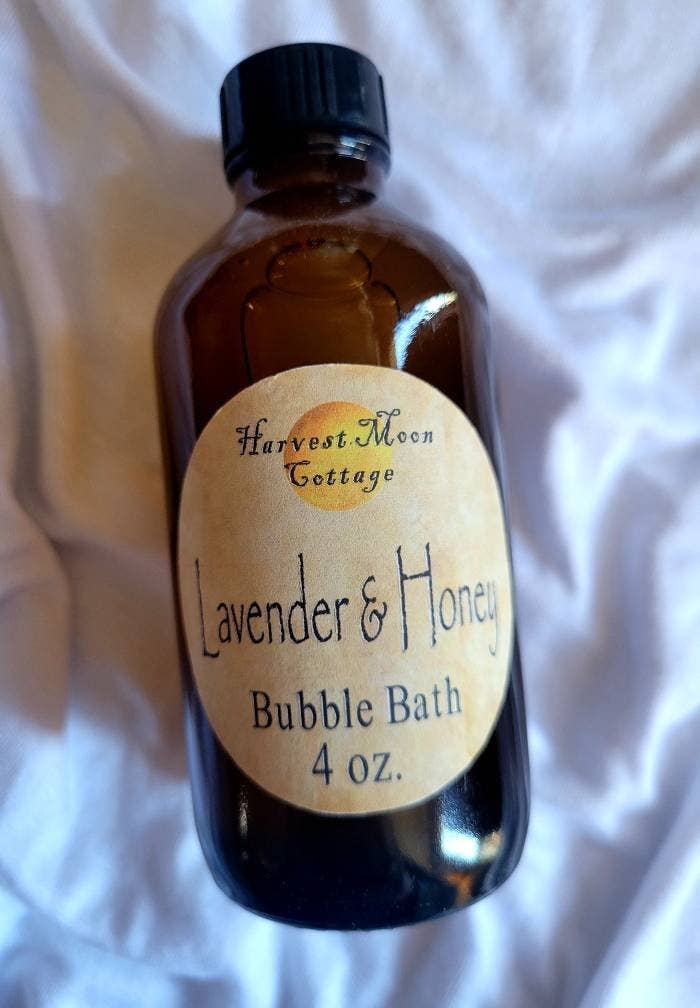 Harvest Moon
Cottage
Lavender & Honey
Bubble Bath
4 oz.